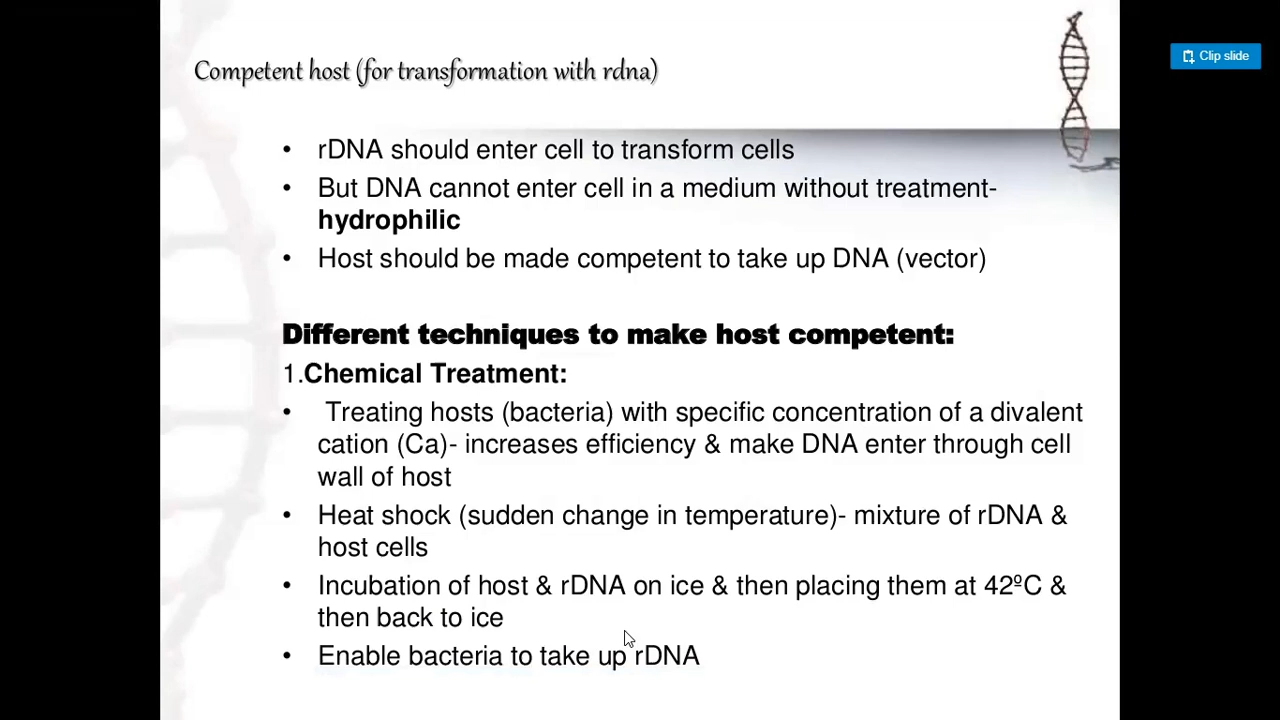 Competent host (for transformation with rdna)
Clip slide
• rDNA should enter cell to transform cells
• But DNA cannot enter cell in a medium without treatment-
hydrophilic
• Host should be made competent to take up DNA (vector)
Different techniques to make host competent:
1.Chemical Treatment:
• Treating hosts (bacteria) with specific concentration of a divalent
cation (Ca)- increases efficiency & make DNA enter through cell
wall of host
• Heat shock (sudden change in temperature)- mixture of rDNA &
host cells
• Incubation of host & rDNA on ice & then placing them at 42ºC &
then back to ice
• Enable bacteria to take up rDNA